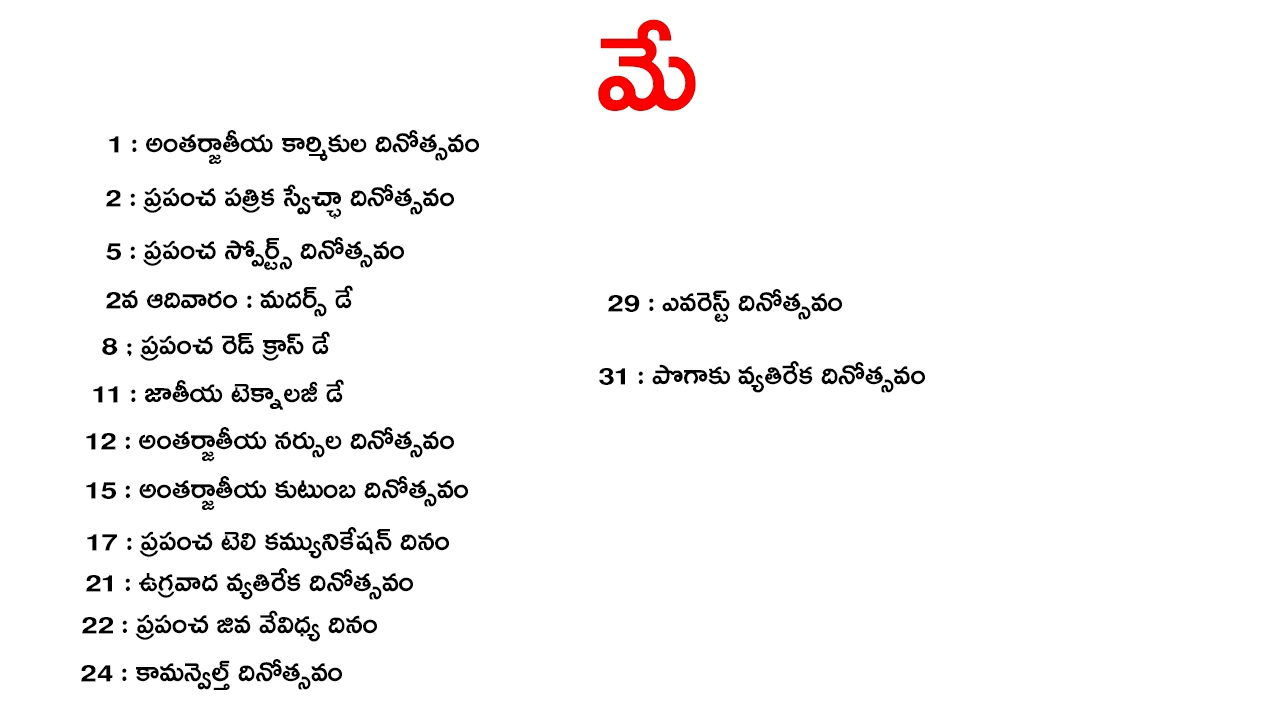 మే
1 : అంతర్జాతీయ కార్మికుల దినోత్సవం
2 : ప్రపంచ పత్రిక స్వేచ్ఛా దినోత్సవం
5 : ప్రపంచ స్పోర్ట్స్ దినోత్సవం
2వ ఆదివారం : మదర్స్ డే
8 ; ప్రపంచ రెడ్ క్రాస్ డే
11 : జాతీయ టెక్నాలజీ డే
12 : అంతర్జాతీయ నర్సుల దినోత్సవం
15 : అంతర్జాతీయ కుటుంబ దినోత్సవం
17 : ప్రపంచ టెలి కమ్యునికేషన్ దినం
21 : ఉగ్రవాద వ్యతిరేక దినోత్సవం
22 : ప్రపంచ జివ వేవిధ్య దినం
24 : కామన్వెల్త్ దినోత్సవం
29 : ఎవరెస్ట్ దినోత్సవం
31 : పొగాకు వ్యతిరేక దినోత్సవం